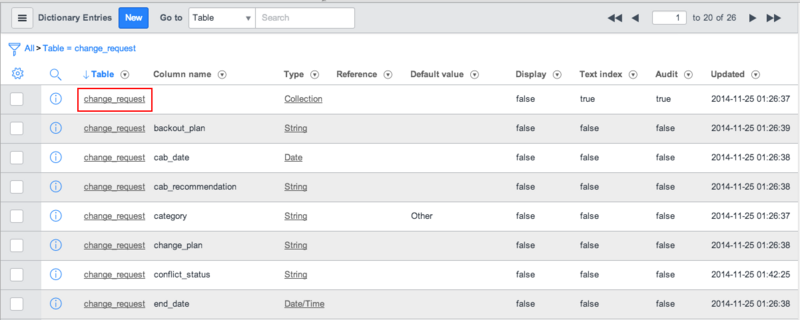 Dictionary Entries New Go to Table Search 1 to 20 of 26
All > Table = change_request
Table Column name Type Reference Default value Display Text index Audit Updated
change_request Collection false true true 2014-11-25 01:26:37
change_request backout_plan String false false false 2014-11-25 01:26:39
change_request cab_date Date false false false 2014-11-25 01:26:38
change_request cab_recommendation String false false false 2014-11-25 01:26:38
change_request category String Other false false false 2014-11-25 01:26:37
change_request change_plan String false false false 2014-11-25 01:26:38
change_request conflict_status String false false false 2014-11-25 01:42:25
change_request end_date Date/Time false false false 2014-11-25 01:26:38